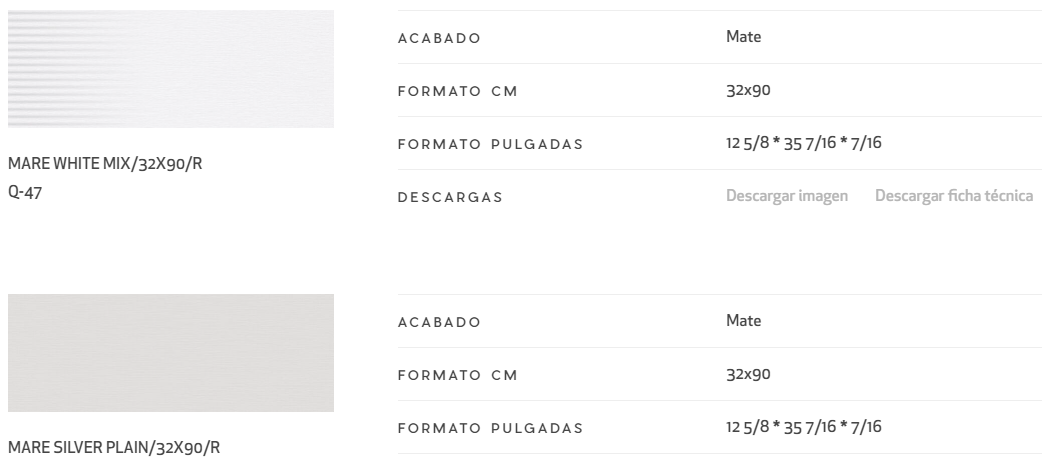 ACABADO Mate
FORMATO CM 32x90
FORMATO PULGADAS 12 5/8 * 35 7/16 * 7/16
DESCARGAS Descargar imagen Descargar ficha técnica
MARE WHITE MIX/32X90/R
Q-47
ACABADO Mate
FORMATO CM 32x90
FORMATO PULGADAS 12 5/8 * 35 7/16 * 7/16
MARE SILVER PLAIN/32X90/R